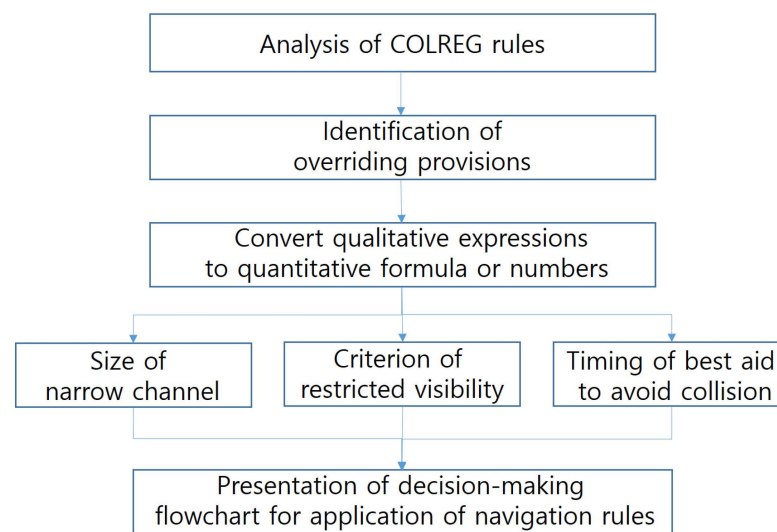 Analysis of COLREG rules
Identification of
overriding provisions
Convert qualitative expressions
to quantitative formula or numbers
Size of
narrow channel
Criterion of
restricted visibility
Timing of best aid
to avoid collision
Presentation of decision-making
flowchart for application of navigation rules